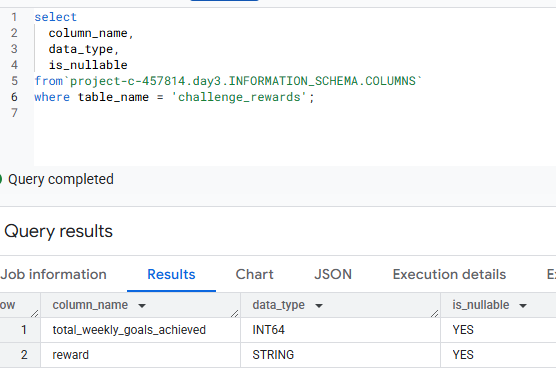 1 select
2 column_name,
3 data_type,
4 is_nullable
5 from`project-c-457814.day3.INFORMATION_SCHEMA.COLUMNS`
6 where table_name = 'challenge_rewards';
7
Query completed
Query results
Job information Results Chart JSON Execution details
ow column_name data_type is_nullable
1 total_weekly_goals_achieved INT64 YES
2 reward STRING YES